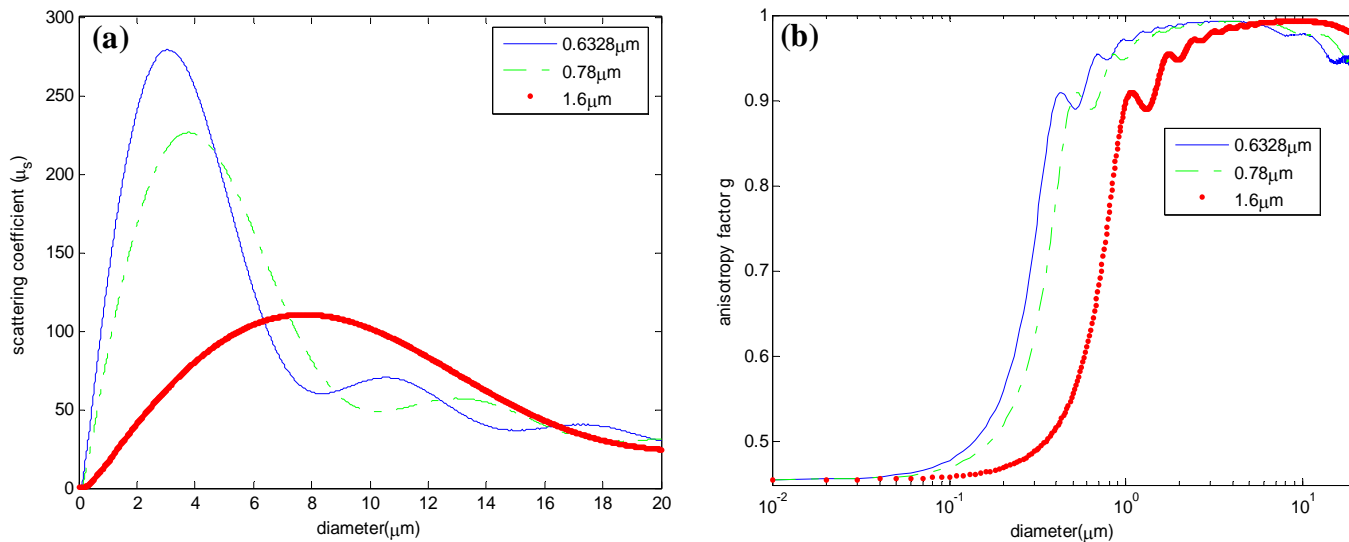 (a)
0.6328μm
0.78μm
1.6μm
scattering coefficient (μs)
300
250
200
150
100
50
0
0 2 4 6 8 10 12 14 16 18 20
diameter(μm)
(b)
0.6328μm
0.78μm
1.6μm
anisotropy factor g
1
0.9
0.8
0.7
0.6
0.5
10-2 10-1 100 101
diameter(μm)